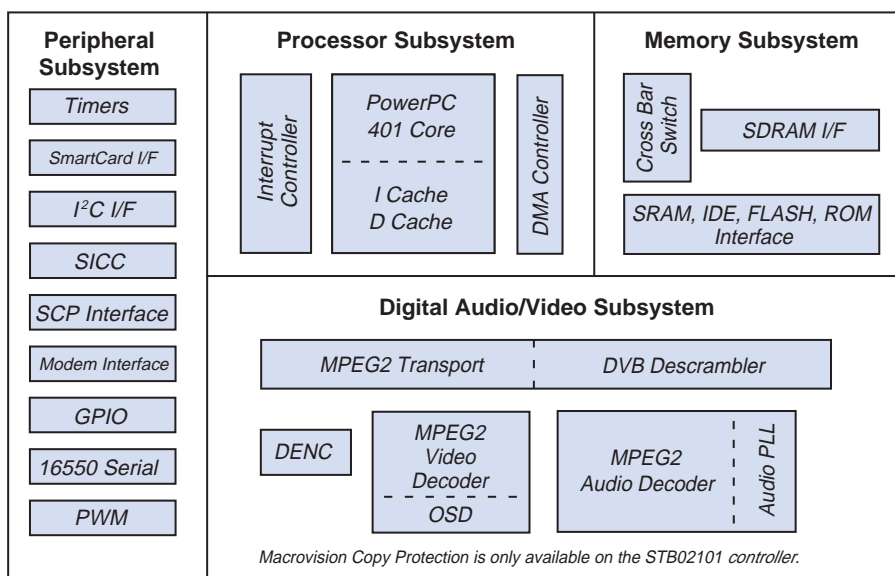 Peripheral
Subsystem
Timers
SmartCard I/F
I²C I/F
SICC
SCP Interface
Modem Interface
GPIO
16550 Serial
PWM
Processor Subsystem
Interrupt
Controller
PowerPC
401 Core
I Cache
D Cache
DMA Controller
Memory Subsystem
Cross Bar
Switch
SDRAM I/F
SRAM, IDE, FLASH, ROM
Interface
Digital Audio/Video Subsystem
MPEG2 Transport
DVB Descrambler
DENC
MPEG2
Video
Decoder
OSD
MPEG2
Audio Decoder
Audio PLL
Macrovision Copy Protection is only available on the STB02101 controller.